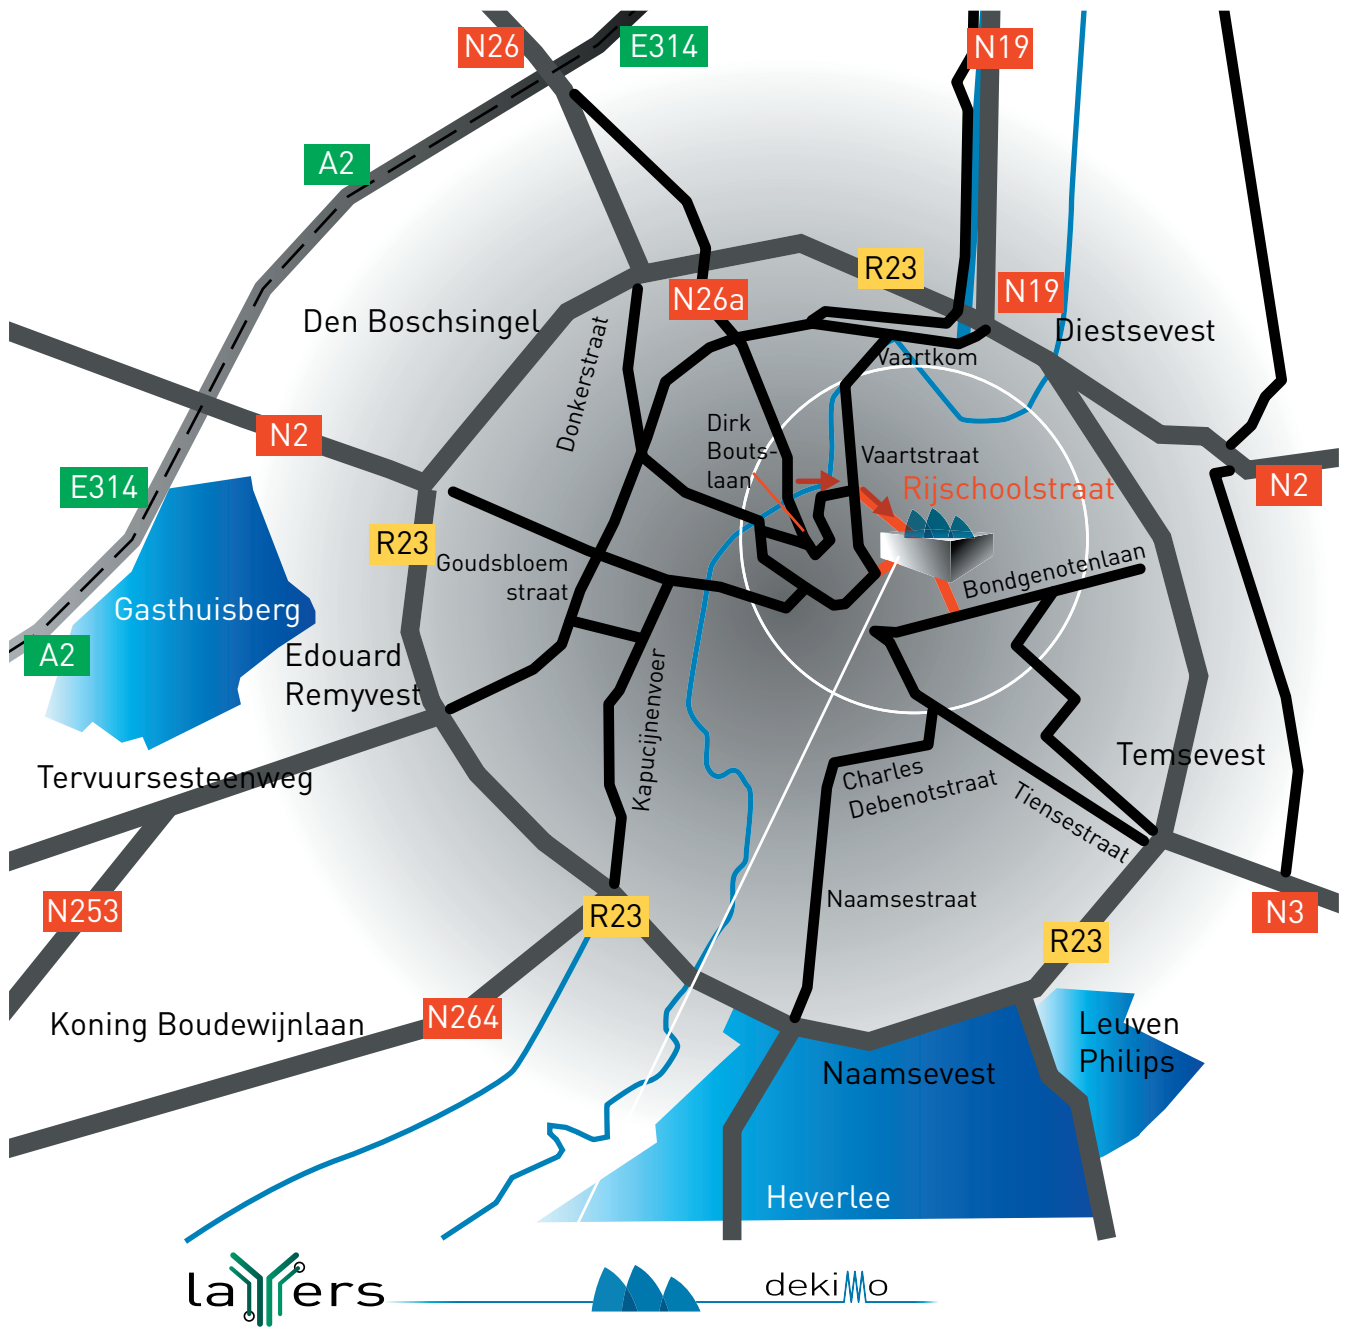 N26
E314
N19
A2
R23
N19
N26a
Den Boschsingel
Diestsevest
Donkerstraat
Vaartkom
N2
Dirk
Bouts-
laan
Vaartstraat
Rijschoolstraat
N2
E314
R23
Goudsbloem
straat
Bondgenotenlaan
Gasthuisberg
A2
Edouard
Remyvest
Kapucijnenvoer
Temsevest
Tervuursesteenweg
Charles
Debenotstraat
Tiensestraat
N253
R23
Naamsestraat
N3
R23
Koning Boudewijnlaan
N264
Leuven
Philips
Naamsevest
Heverlee
layers
dekimo